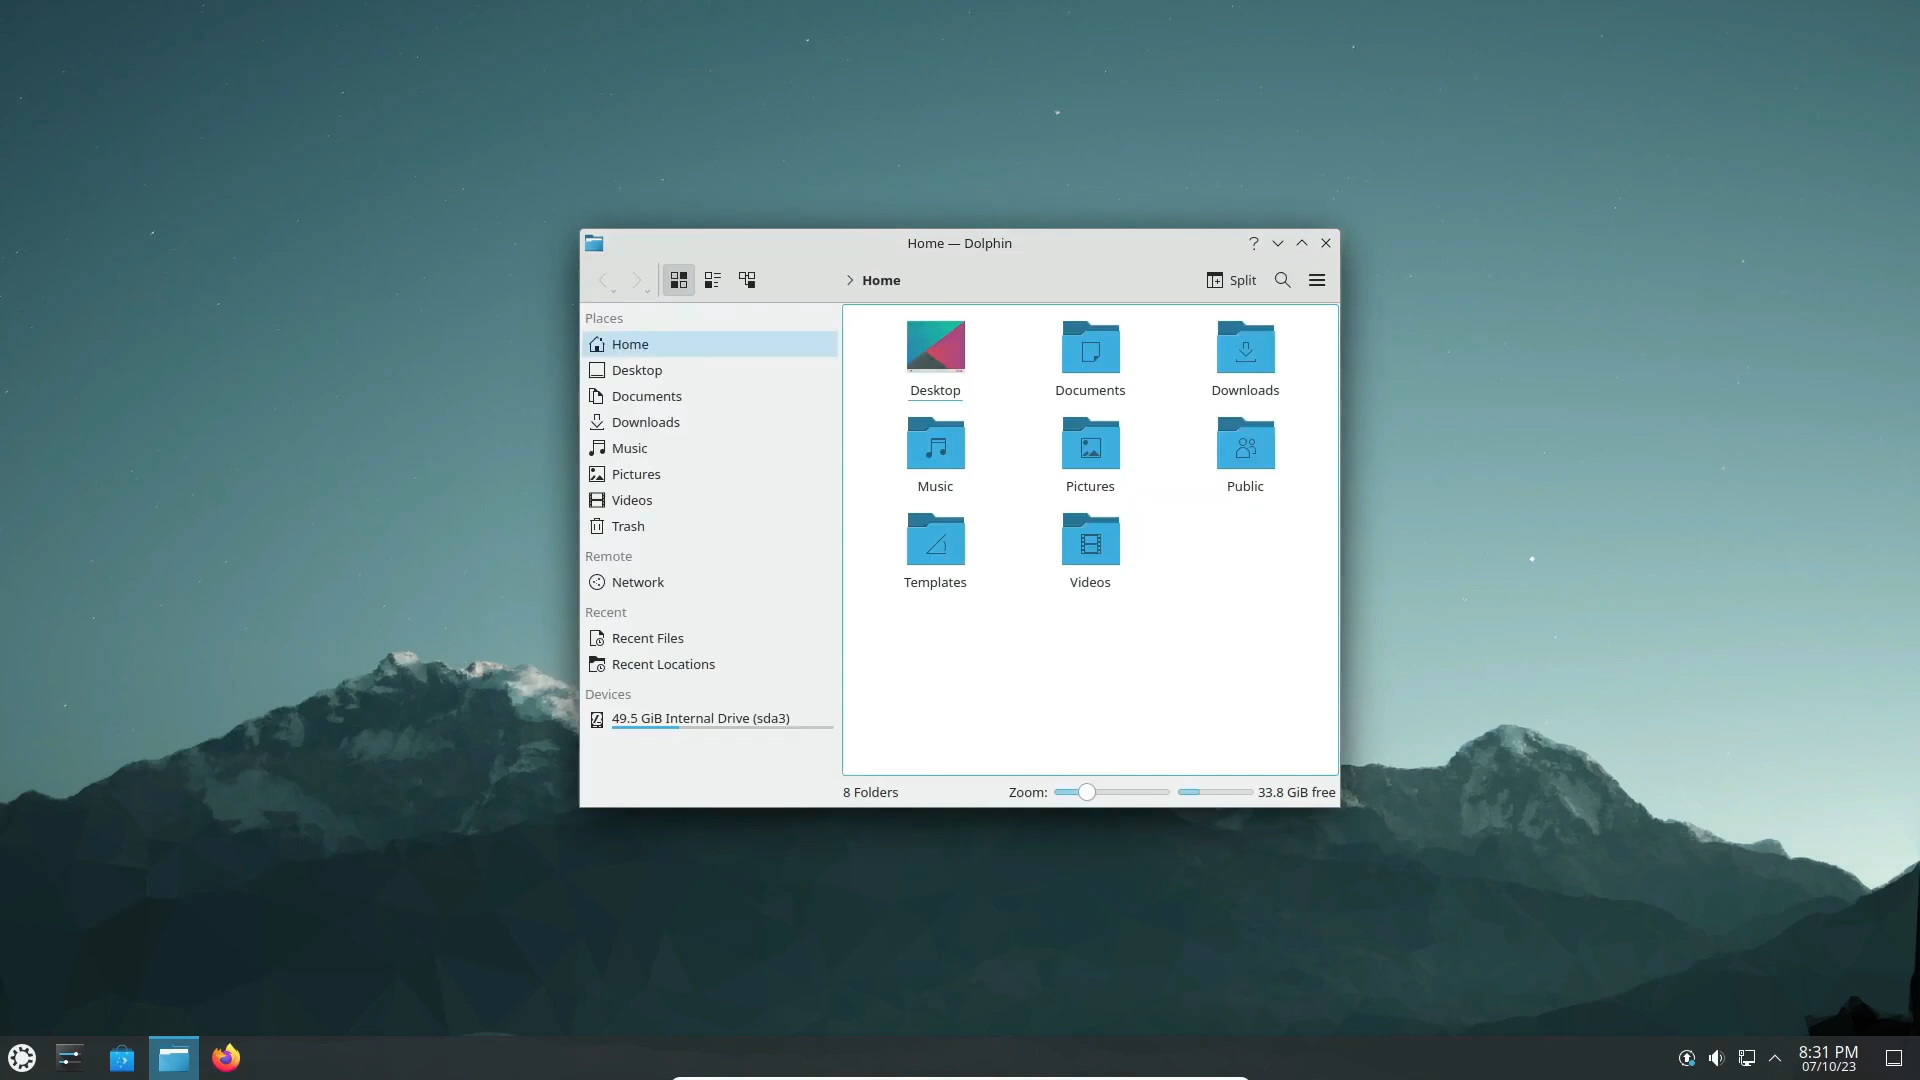 Home — Dolphin
Home
Split
Places
Home
Desktop
Documents
Downloads
Music
Pictures
Videos
Trash
Remote
Network
Recent
Recent Files
Recent Locations
Devices
49.5 GiB Internal Drive (sda3)
Desktop
Documents
Downloads
Music
Pictures
Public
Templates
Videos
8 Folders
Zoom:
33.8 GiB free
8:31 PM
07/10/23